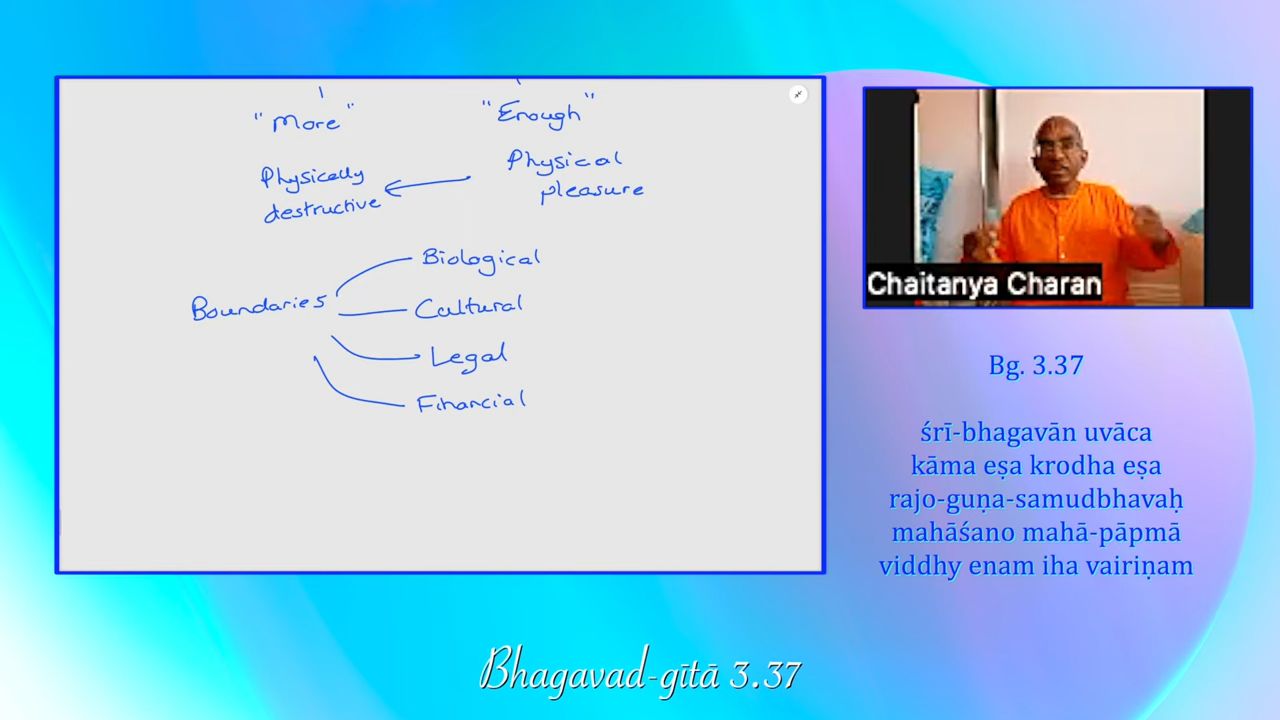 "More"
"Enough"
Physically
destructive
Physical
pleasure
Boundaries
Biological
Cultural
Legal
Financial
Chaitanya Charan
Bg. 3.37
śrī-bhagavān uvāca
kāma eṣa krodha eṣa
rajo-guṇa-samudbhavaḥ
mahāśano mahā-pāpmā
viddhy enam iha vairiṇam
Bhagavad-gītā 3.37